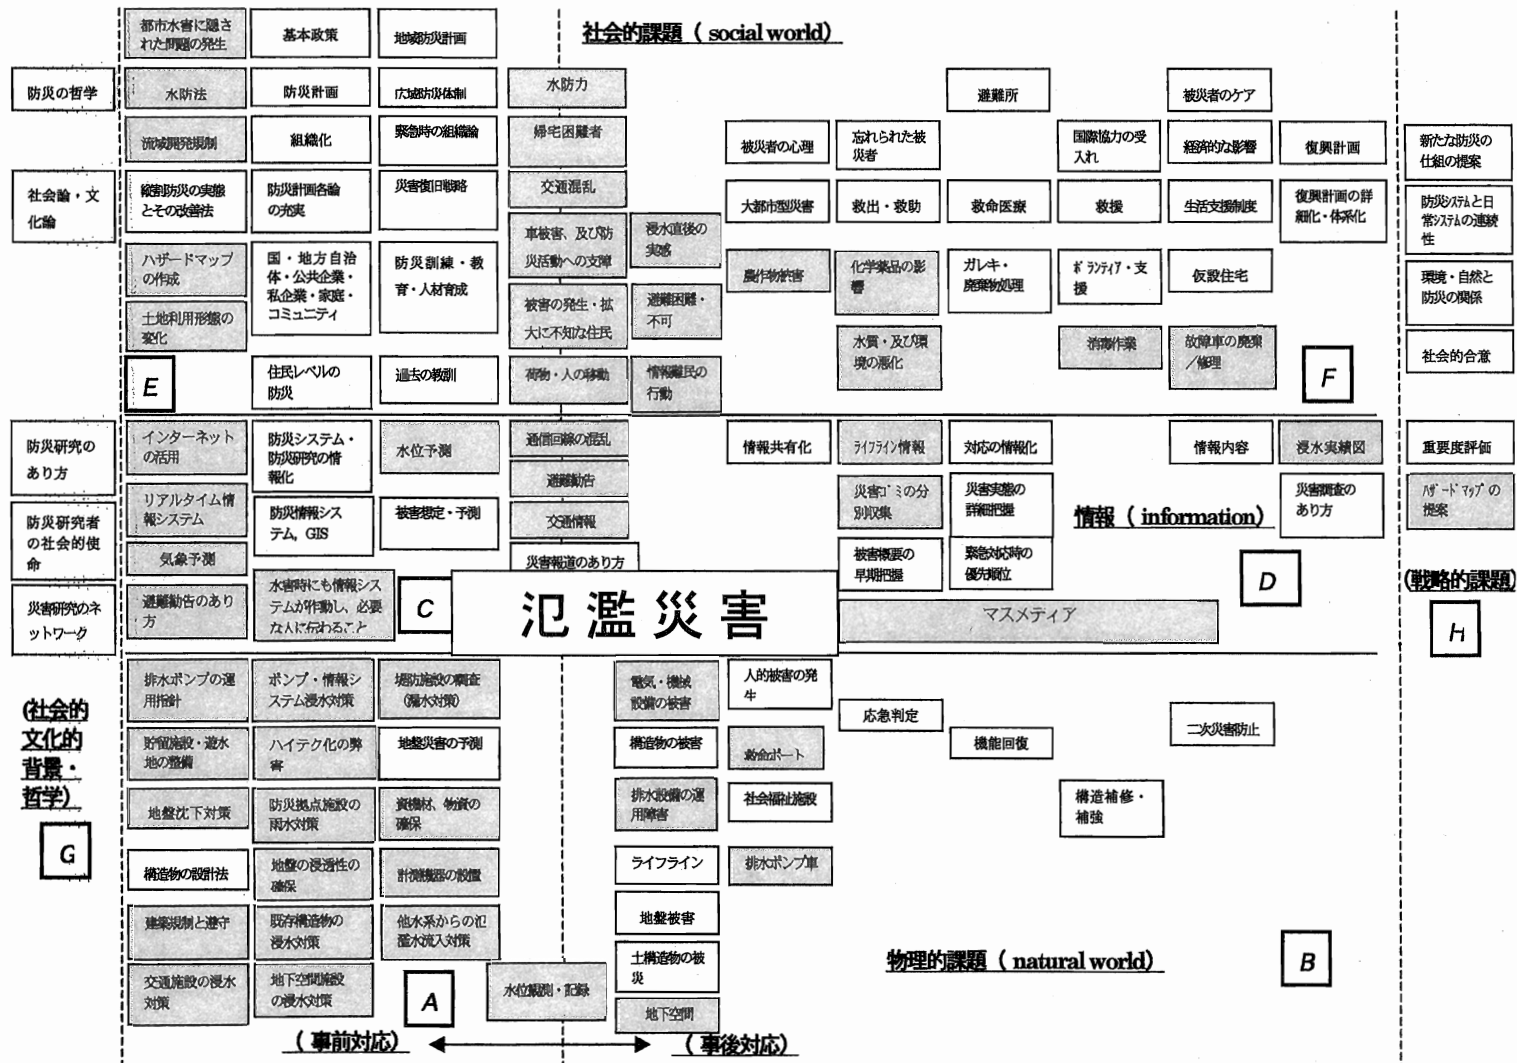 社会的課題（social world）
都市水害に隠さ
れた問題の発生
基本政策
地域防災計画
防災の哲学
水防法
防災計画
広域防災体制
水防力
避難所
被災者のケア
流域開発規制
組織化
緊急時の組織論
帰宅困難者
被災者の心理
忘れられた被
災者
国際協力の受
入れ
経済的な影響
復興計画
新たな防災の
仕組の提案
社会論・文
化論
縦割防災の実態
とその改善法
防災計画各論
の充実
災害復旧戦略
交通混乱
大都市型災害
救出・救助
救命医療
救援
生活支援制度
復興計画の詳
細化・体系化
防災ｼｽﾃﾑと日
常ｼｽﾃﾑの連続
性
車被害、及び防
災活動への支障
浸水直後の
実感
ハザードマップ
の作成
国・地方自治
体・公共企業・
私企業・家庭・
コミュニティ
防災訓練・教
育・人材育成
農作物被害
化学薬品の影
響
ガレキ・
廃棄物処理
ﾎﾞﾗﾝﾃｨｱ・支
援
仮設住宅
環境・自然と
防災の関係
被害の発生・拡
大に不知な住民
避難困難・
不可
土地利用形態の
変化
水質・及び環
境の悪化
消毒作業
故障車の廃棄
／修理
社会的合意
E
住民レベルの
防災
過去の教訓
荷物・人の移動
情報難民の
行動
F
防災研究の
あり方
インターネット
の活用
防災システム・
防災研究の情
報化
水位予測
通信回線の混乱
情報共有化
ﾗｲﾌﾗｲﾝ情報
対応の情報化
情報内容
浸水実績図
重要度評価
避難勧告
リアルタイム情
報システム
防災情報シス
テム, GIS
被害想定・予測
交通情報
災害ｺﾞﾐの分
別収集
災害実態の
詳細把握
情報（information）
災害調査の
あり方
ﾊｻﾞｰﾄﾞﾏｯﾌﾟの
提案
防災研究者
の社会的使
命
気象予測
災害報道のあり方
被害概要の
早期把握
緊急対応時の
優先順位
D
(戦略的課題)
H
災害研究のネ
ットワーク
避難勧告のあり
方
水害時にも情報シス
テムが作動し、必要
な人に伝わること
C
氾濫災害
マスメティア
排水ポンプの運
用指針
ポンプ・情報シ
ステム浸水対策
堤防施設の調査
（漏水対策）
電気・機械
設備の被害
人的被害の発
生
応急判定
二次災害防止
(社会的
文化的
背景・
哲学)
G
貯留施設・遊水
地の整備
ハイテク化の弊
害
地盤災害の予測
構造物の被害
救命ボート
機能回復
地盤沈下対策
防災拠点施設の
雨水対策
資機材、物資の
確保
排水設備の運
用障害
社会福祉施設
構造補修・
補強
構造物の設計法
地盤の浸透性の
確保
計測機器の設置
ライフライン
排水ポンプ車
建築規制と遵守
既存構造物の
浸水対策
他水系からの氾
濫水流入対策
地盤被害
土構造物の被
災
物理的課題（natural world）
B
交通施設の浸水
対策
地下空間施設
の浸水対策
A
水位観測・記録
地下空間
（事前対応）
（事後対応）